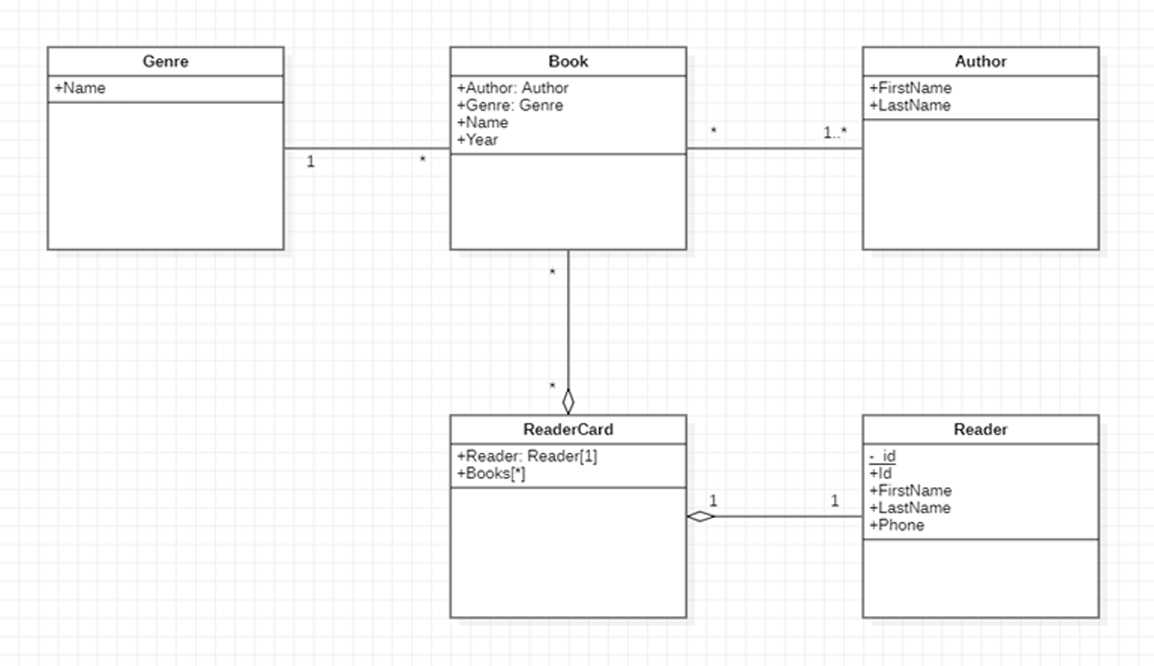 Genre
+Name
1
*
Book
+Author: Author
+Genre: Genre
+Name
+Year
*
1..*
Author
+FirstName
+LastName
*
*
ReaderCard
+Reader: Reader[1]
+Books[*]
1
1
Reader
-_id
+Id
+FirstName
+LastName
+Phone